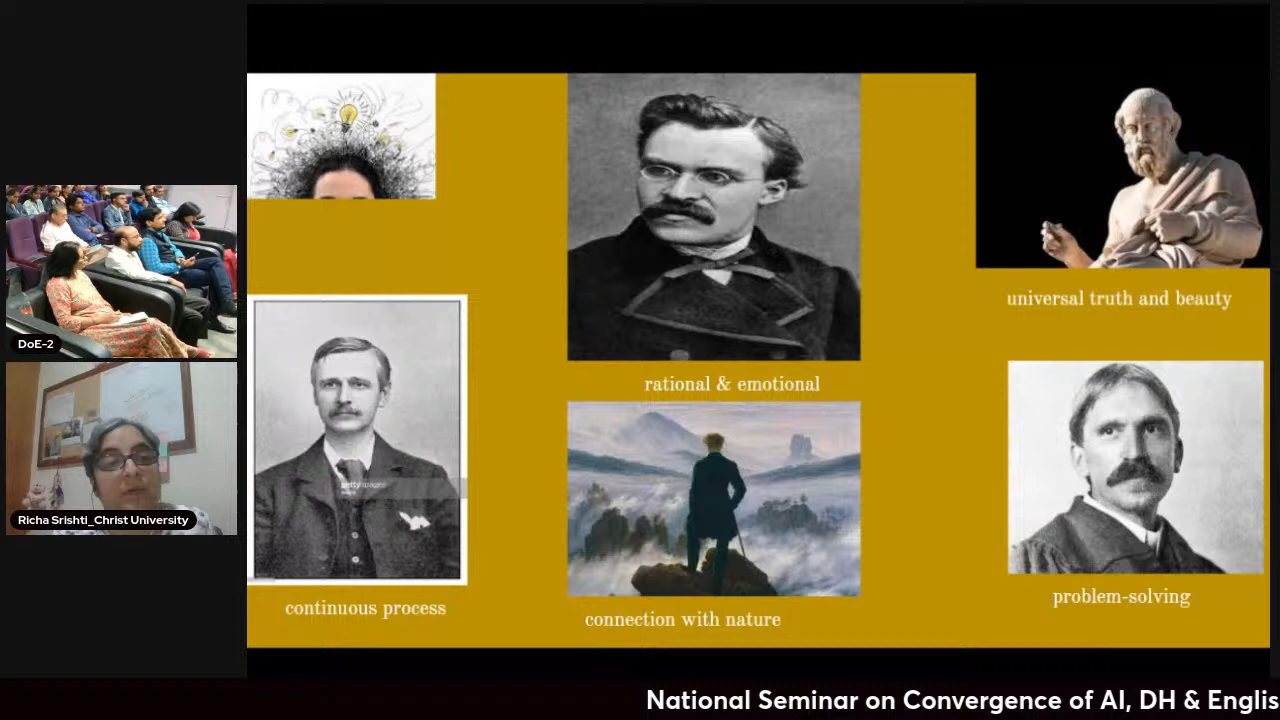 DoE-2
Richa Srishti_Christ University
rational & emotional
universal truth and beauty
gettyimages
continuous process
connection with nature
problem-solving
National Seminar on Convergence of AI, DH & Englis